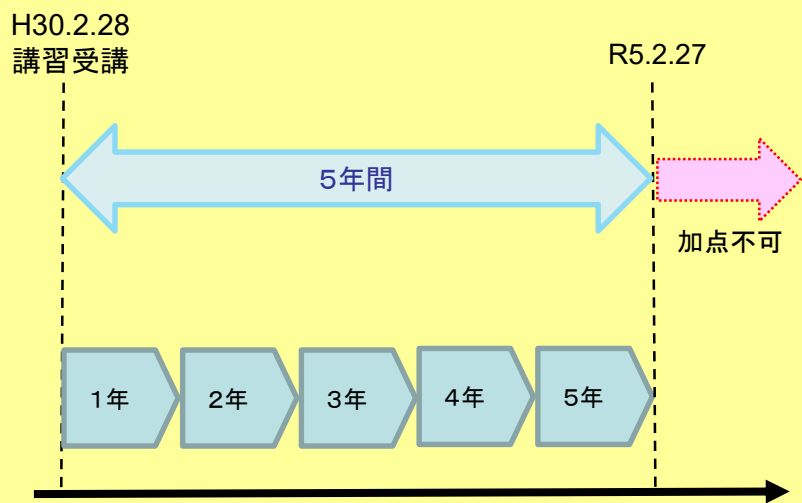 H30.2.28
講習受講
R5.2.27
５年間
加点不可
１年
２年
３年
４年
５年